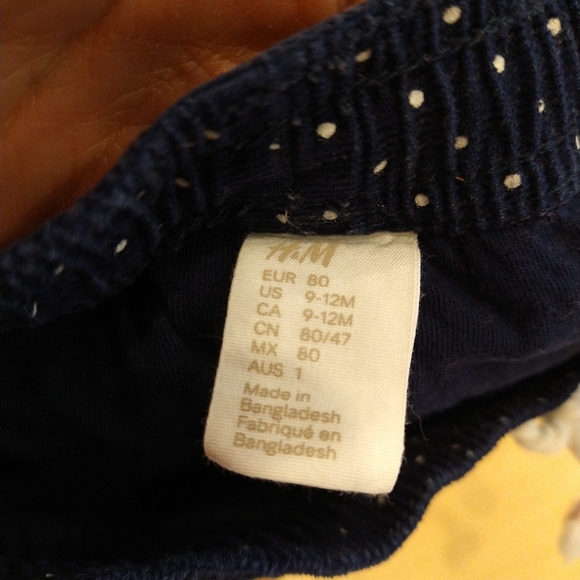 H&M
EUR 80
US 9-12M
CA 9-12M
CN 80/47
MX 80
AUS 1
Made in
Bangladesh
Fabriqué en
Bangladesh